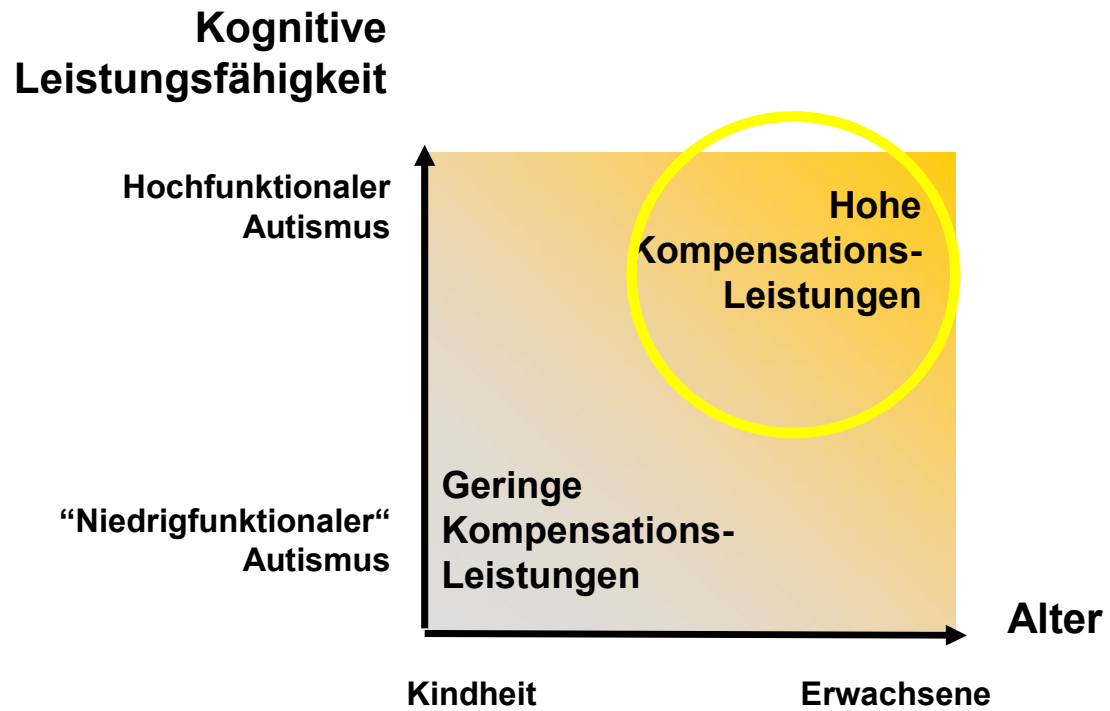 Kognitive
Leistungsfähigkeit
Hochfunktionaler
Autismus
Hohe
Kompensations-
Leistungen
Geringe
Kompensations-
Leistungen
“Niedrigfunktionaler“
Autismus
Alter
Kindheit
Erwachsene